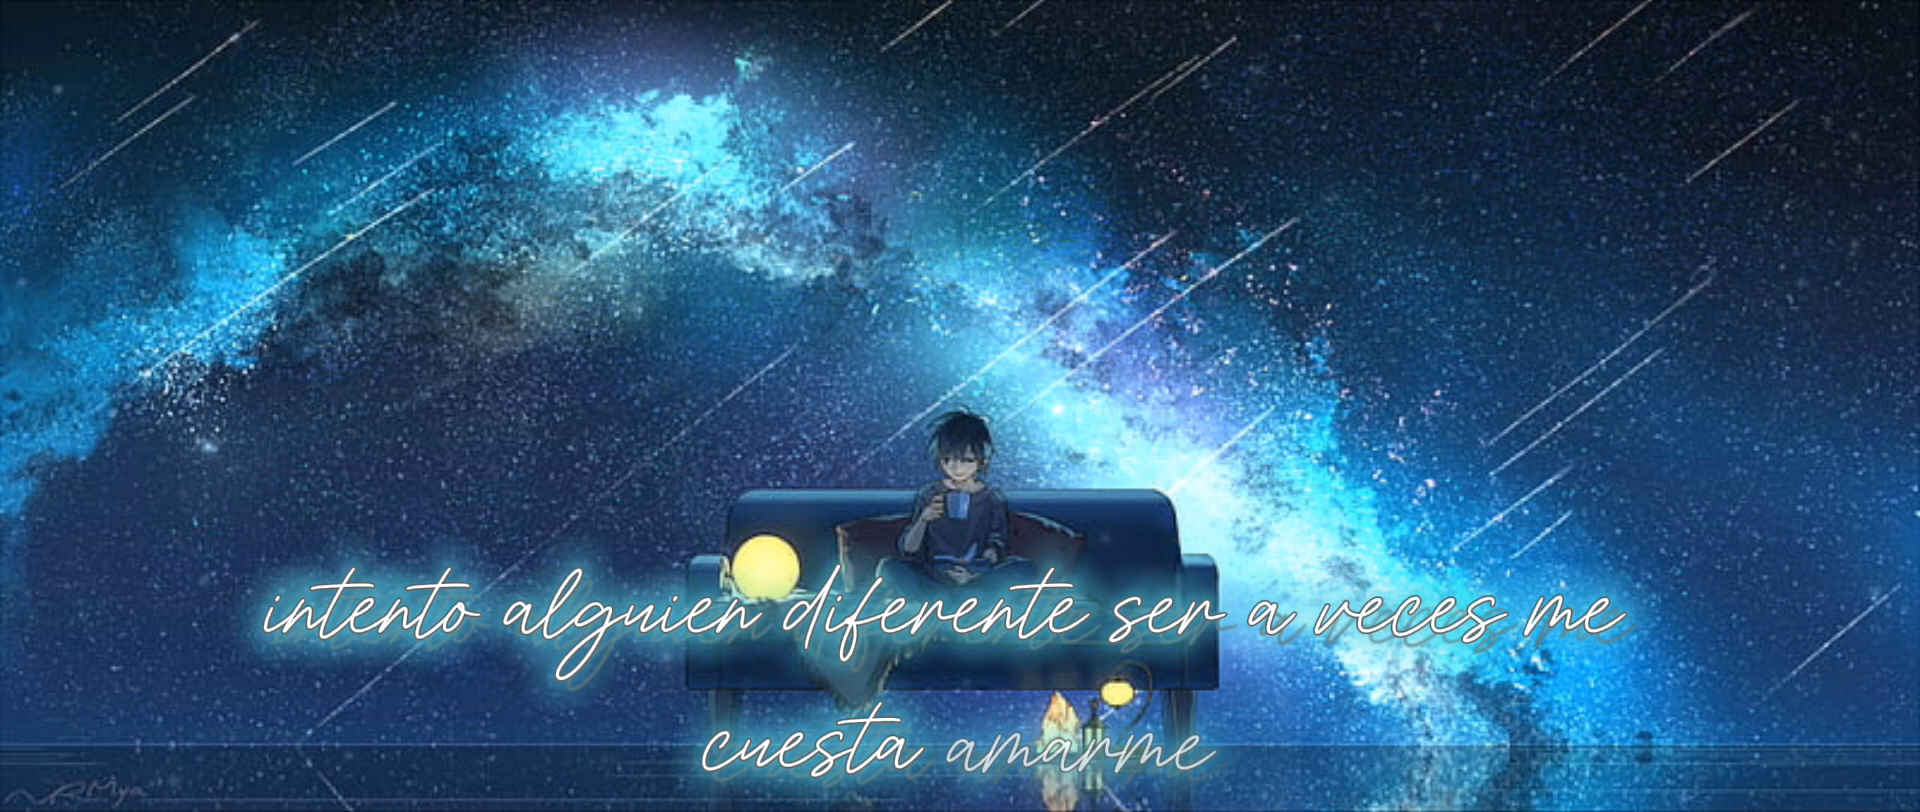 intento alguien diferente ser a veces me
cuesta amarme